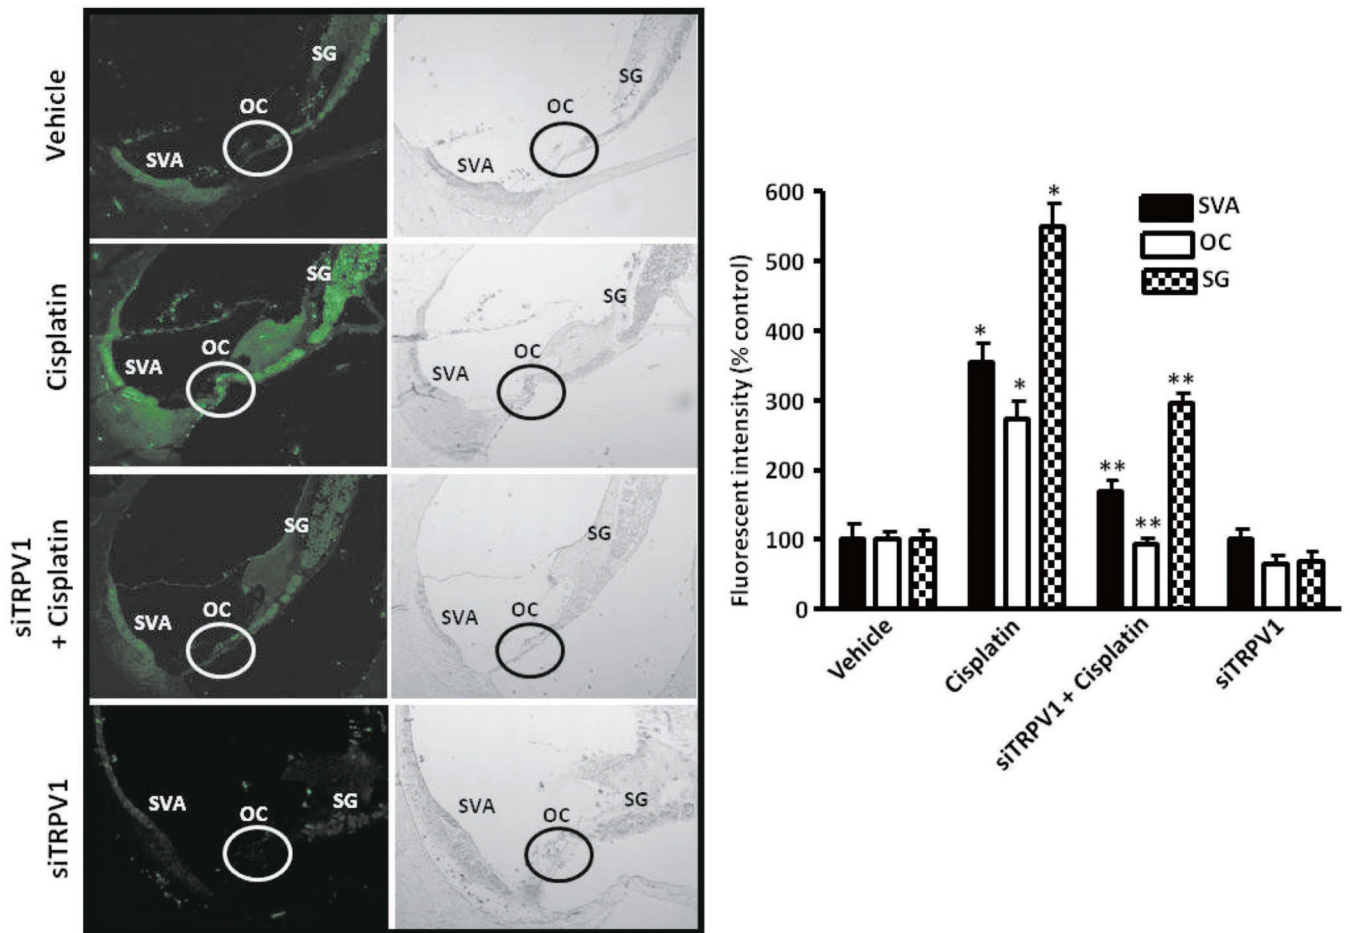 Vehicle
SG
OC
SVA
SG
OC
SVA
Cisplatin
SG
OC
SVA
SG
OC
SVA
siTRPV1
+ Cisplatin
SG
OC
SVA
SG
OC
SVA
siTRPV1
SVA
OC
SG
SVA
OC
SG
Fluorescent intensity (% control)
600
500
400
300
200
100
0
*
*
*
**
**
**
SVA
OC
SG
Vehicle
Cisplatin
siTRPV1 + Cisplatin
siTRPV1